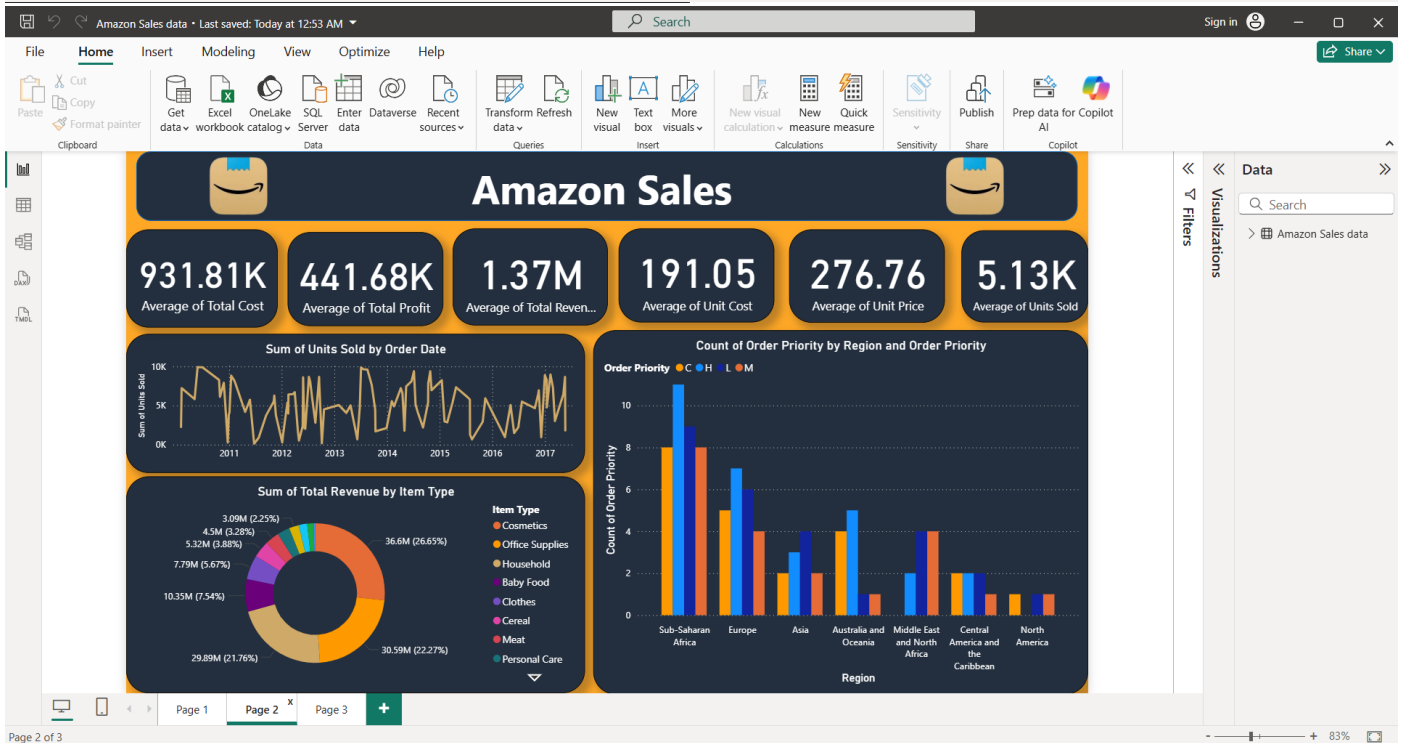 Amazon Sales data • Last saved: Today at 12:53 AM
Search
Sign in
File Home Insert Modeling View Optimize Help
Share
Paste
Cut
Copy
Format painter
Clipboard
Get data
Excel workbook
OneLake catalog
SQL Server
Enter data
Dataverse
Recent sources
Data
Transform data
Refresh
Queries
New visual
Text box
More visuals
Insert
New visual calculation
New measure
Quick measure
Calculations
Sensitivity
Sensitivity
Publish
Share
Prep data for AI
Copilot
Copilot
DAX
TMDL
Amazon Sales
931.81K
Average of Total Cost
441.68K
Average of Total Profit
1.37M
Average of Total Reven...
191.05
Average of Unit Cost
276.76
Average of Unit Price
5.13K
Average of Units Sold
Sum of Units Sold by Order Date
Sum of Units Sold
10K
5K
0K
2011 2012 2013 2014 2015 2016 2017
Sum of Total Revenue by Item Type
3.09M (2.25%)
4.5M (3.28%)
5.32M (3.88%)
7.79M (5.67%)
10.35M (7.54%)
29.89M (21.76%)
36.6M (26.65%)
30.59M (22.27%)
Item Type
Cosmetics
Office Supplies
Household
Baby Food
Clothes
Cereal
Meat
Personal Care
Count of Order Priority by Region and Order Priority
Order Priority C H L M
Count of Order Priority
10
8
6
4
2
0
Sub-Saharan Africa
Europe
Asia
Australia and Oceania
Middle East and North Africa
Central America and the Caribbean
North America
Region
Filters
Visualizations
Data
Search
Amazon Sales data
Page 1
Page 2 x
Page 3
+
Page 2 of 3
- + 83%